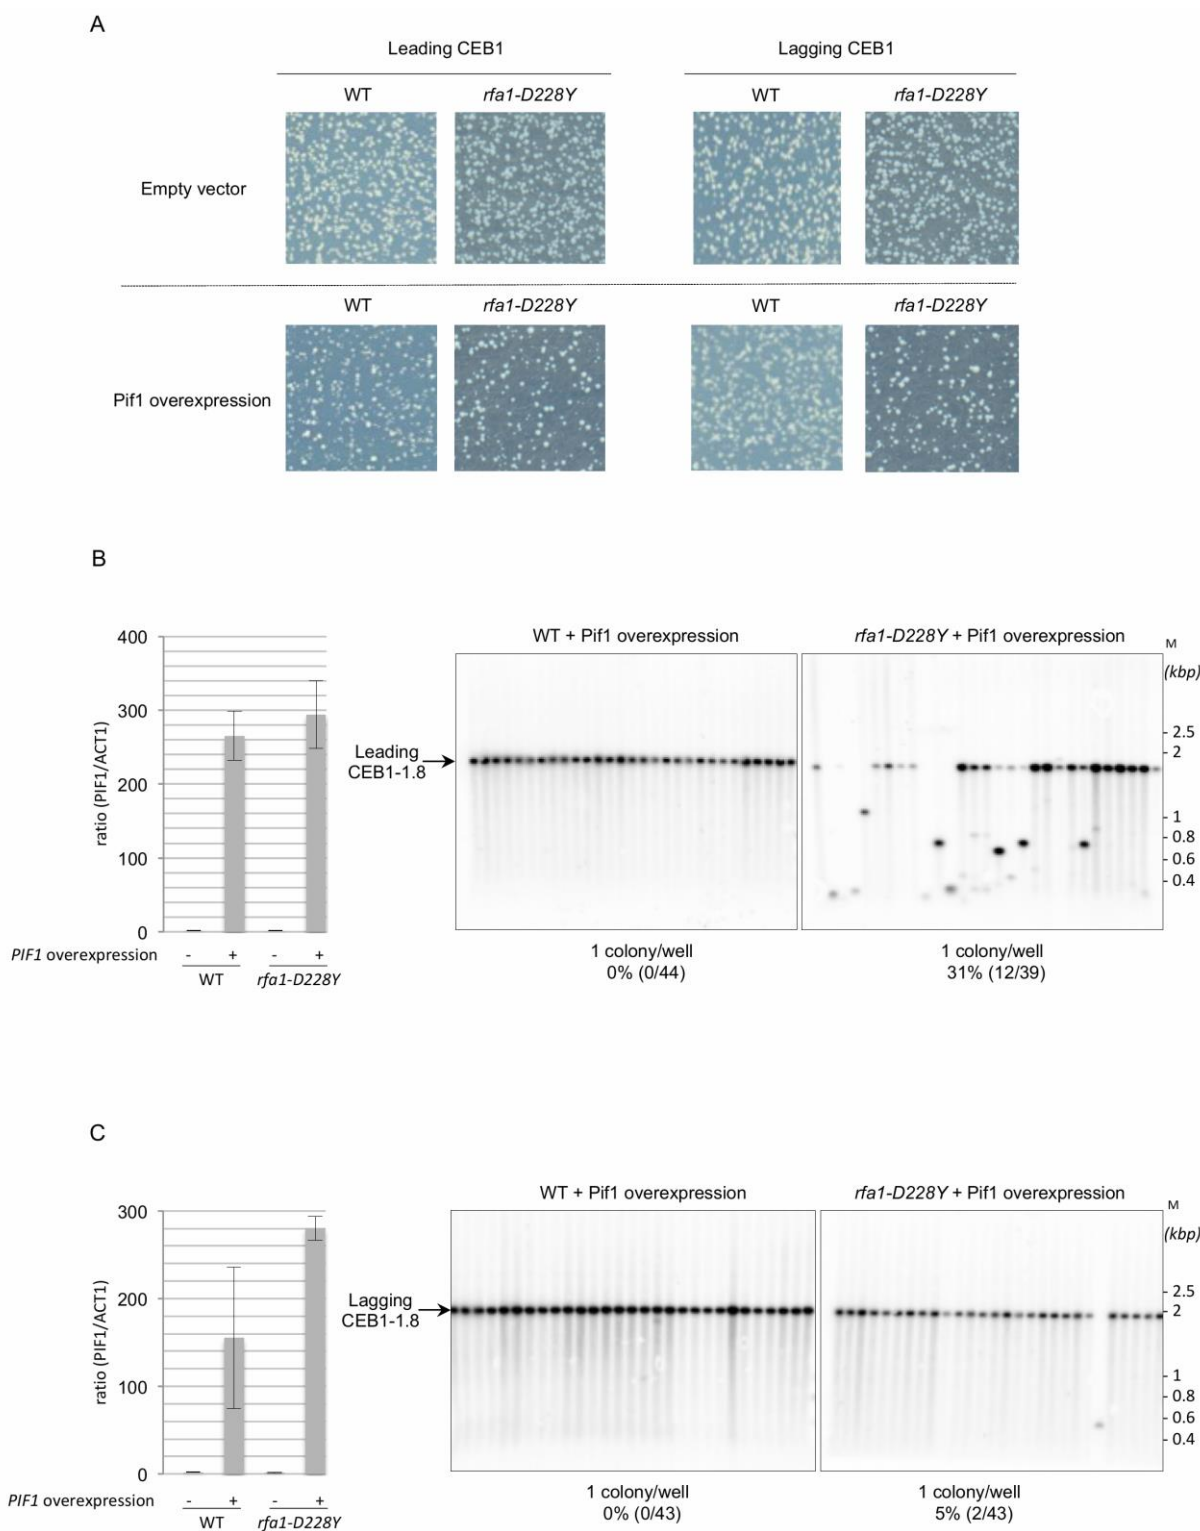 A
Leading CEB1
Lagging CEB1
WT
rfa1-D228Y
WT
rfa1-D228Y
Empty vector
WT
rfa1-D228Y
WT
rfa1-D228Y
Pif1 overexpression
B
400
300
200
100
0
ratio (PIF1/ACT1)
PIF1 overexpression
-
+
-
+
WT
rfa1-D228Y
WT + Pif1 overexpression
rfa1-D228Y + Pif1 overexpression
M
(kbp)
Leading
CEB1-1.8
2.5
2
1
0.8
0.6
0.4
1 colony/well
0% (0/44)
1 colony/well
31% (12/39)
C
300
200
100
0
ratio (PIF1/ACT1)
PIF1 overexpression
-
+
-
+
WT
rfa1-D228Y
WT + Pif1 overexpression
rfa1-D228Y + Pif1 overexpression
M
(kbp)
Lagging
CEB1-1.8
2.5
2
1
0.8
0.6
0.4
1 colony/well
0% (0/43)
1 colony/well
5% (2/43)